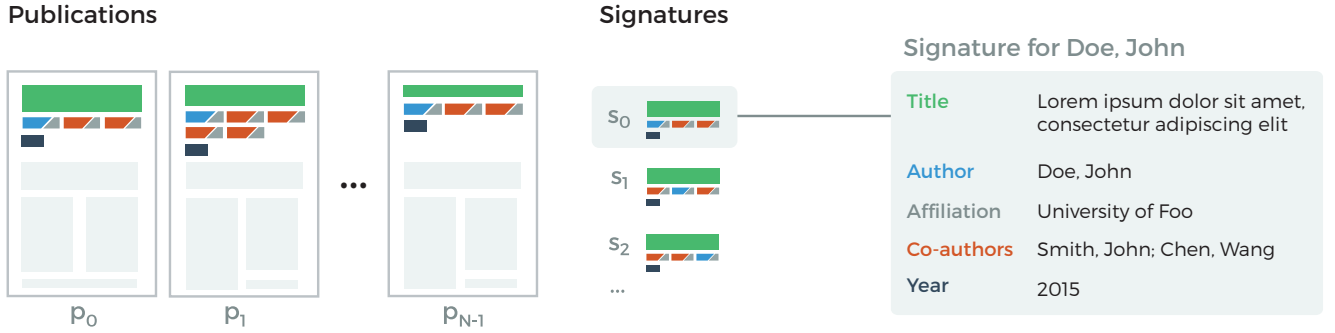 Publications
p0
p1
...
pN-1
Signatures
s0
s1
s2
...
Signature for Doe, John
Title Lorem ipsum dolor sit amet,
consectetur adipiscing elit
Author Doe, John
Affiliation University of Foo
Co-authors Smith, John; Chen, Wang
Year 2015